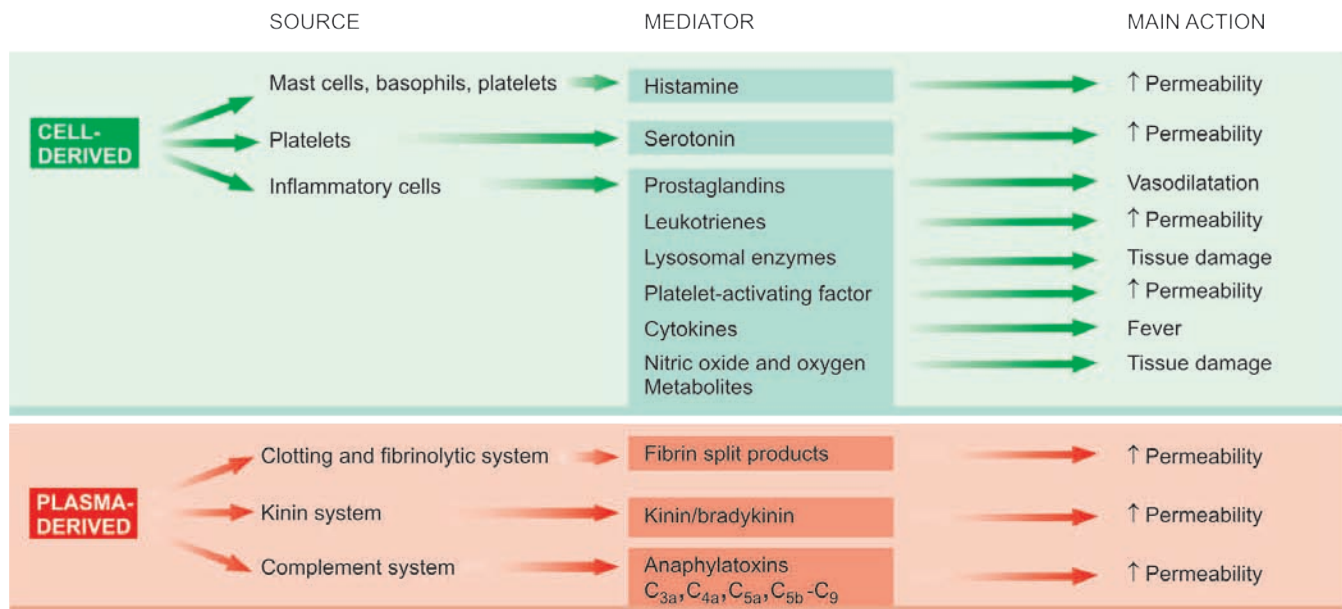 SOURCE MEDIATOR MAIN ACTION
Mast cells, basophils, platelets Histamine ↑ Permeability
CELL-
DERIVED
Platelets Serotonin ↑ Permeability
Inflammatory cells Prostaglandins Vasodilatation
Leukotrienes ↑ Permeability
Lysosomal enzymes Tissue damage
Platelet-activating factor ↑ Permeability
Cytokines Fever
Nitric oxide and oxygen Tissue damage
Metabolites
Clotting and fibrinolytic system Fibrin split products ↑ Permeability
PLASMA-
DERIVED
Kinin system Kinin/bradykinin ↑ Permeability
Complement system Anaphylatoxins ↑ Permeability
C3a,C4a,C5a,C5b-C9